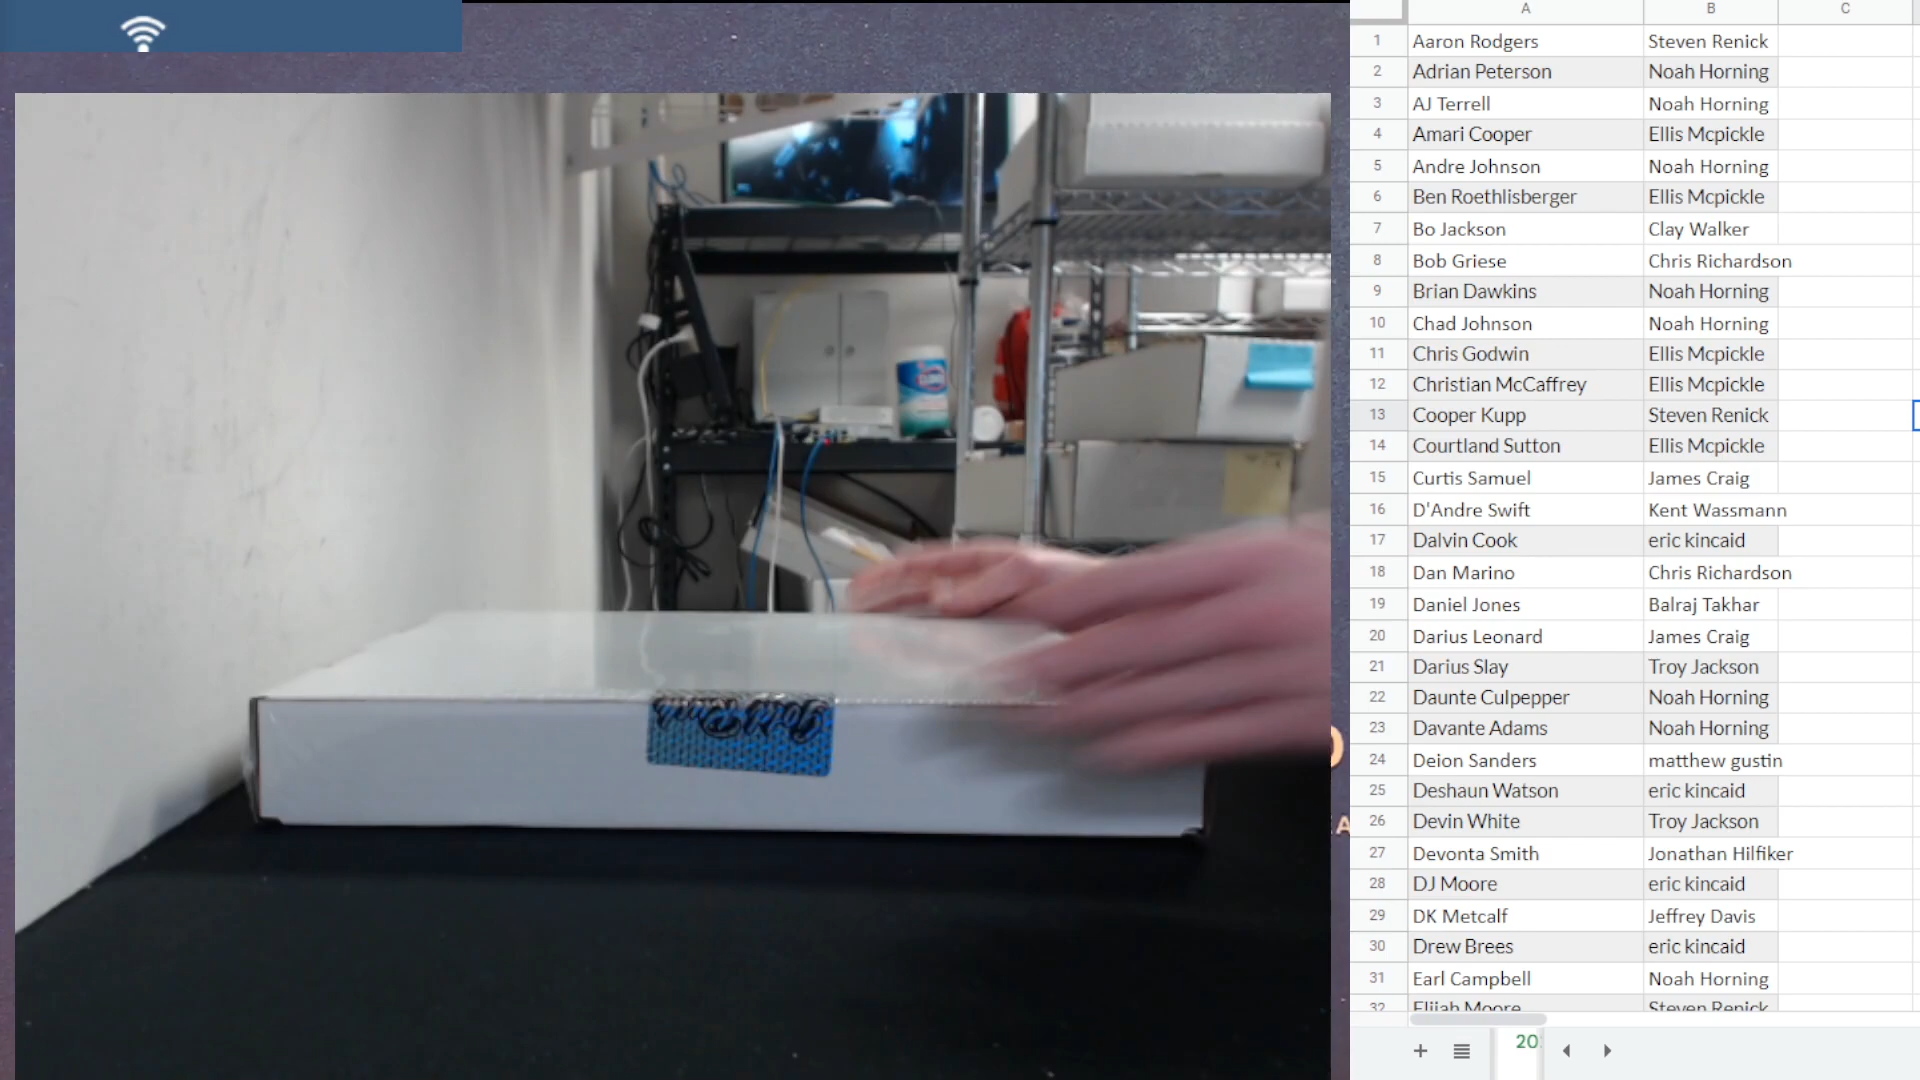 A B C
1 Aaron Rodgers Steven Renick
2 Adrian Peterson Noah Horning
3 AJ Terrell Noah Horning
4 Amari Cooper Ellis Mcpickle
5 Andre Johnson Noah Horning
6 Ben Roethlisberger Ellis Mcpickle
7 Bo Jackson Clay Walker
8 Bob Griese Chris Richardson
9 Brian Dawkins Noah Horning
10 Chad Johnson Noah Horning
11 Chris Godwin Ellis Mcpickle
12 Christian McCaffrey Ellis Mcpickle
13 Cooper Kupp Steven Renick
14 Courtland Sutton Ellis Mcpickle
15 Curtis Samuel James Craig
16 D'Andre Swift Kent Wassmann
17 Dalvin Cook eric kincaid
18 Dan Marino Chris Richardson
19 Daniel Jones Balraj Takhar
20 Darius Leonard James Craig
21 Darius Slay Troy Jackson
22 Daunte Culpepper Noah Horning
23 Davante Adams Noah Horning
24 Deion Sanders matthew gustin
25 Deshaun Watson eric kincaid
26 Devin White Troy Jackson
27 Devonta Smith Jonathan Hilfiker
28 DJ Moore eric kincaid
29 DK Metcalf Jeffrey Davis
30 Drew Brees eric kincaid
31 Earl Campbell Noah Horning
32 Elijah Moore Steven Renick
20
Gold Rush